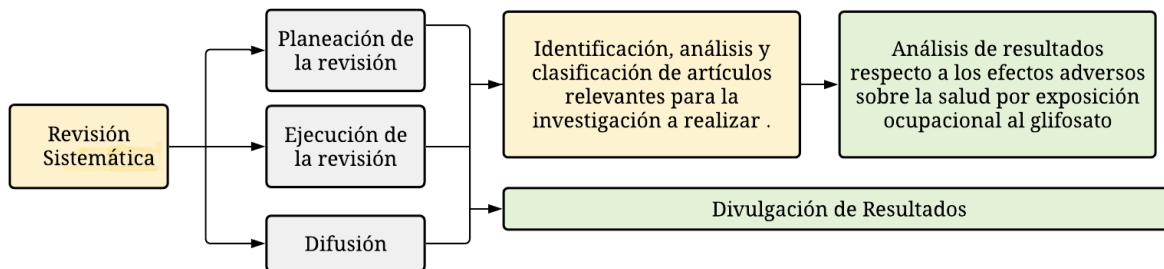 Revisión
Sistemática
Planeación de
la revisión
Ejecución de
la revisión
Difusión
Identificación, análisis y
clasificación de artículos
relevantes para la
investigación a realizar .
Análisis de resultados
respecto a los efectos adversos
sobre la salud por exposición
ocupacional al glifosato
Divulgación de Resultados